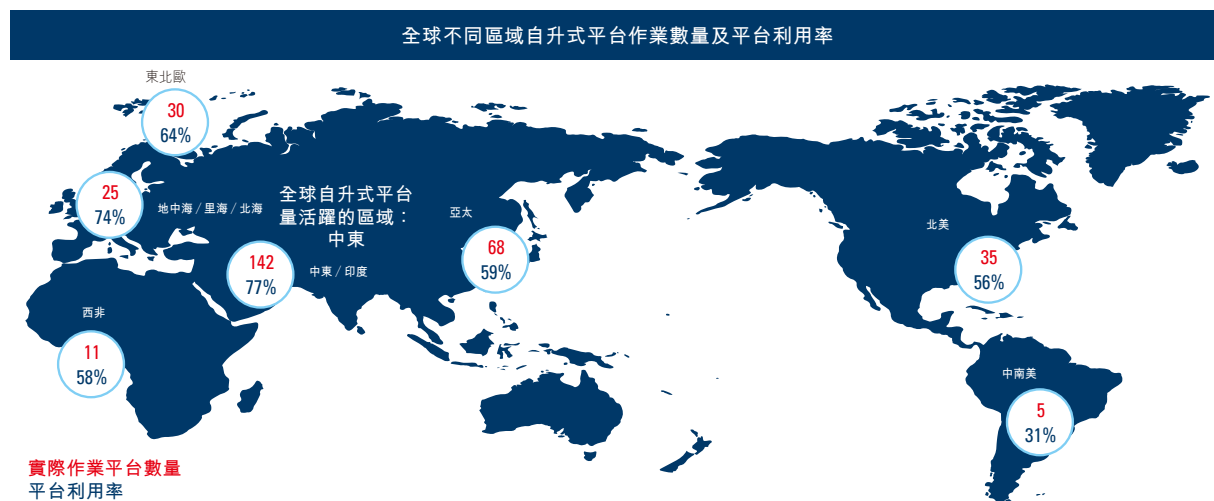 全球不同區域自升式平台作業數量及平台利用率
東北歐
30
64%
25
74%
地中海/里海/北海
全球自升式平台
量活躍的區域：
中東
亞太
68
59%
142
77%
中東/印度
北美
35
56%
西非
11
58%
中南美
5
31%
實際作業平台數量
平台利用率